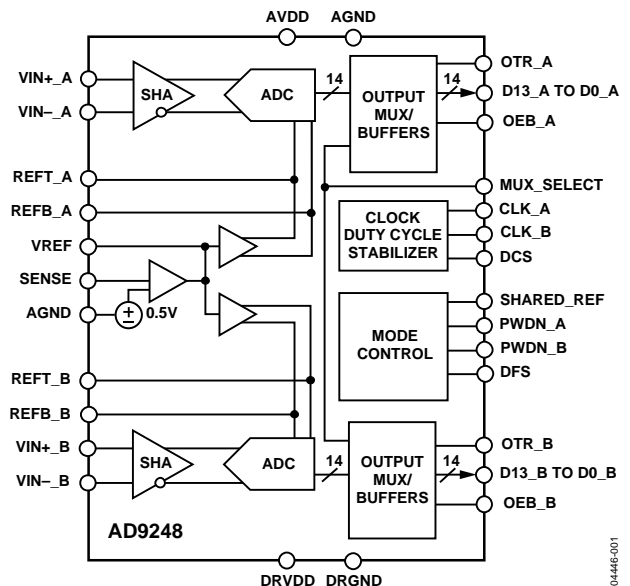 AVDD AGND
VIN+_A
VIN–_A
SHA
ADC
14
OUTPUT
MUX/
BUFFERS
14
OTR_A
D13_A TO D0_A
OEB_A
REFT_A
REFB_A
VREF
SENSE
AGND
0.5V
MUX_SELECT
CLOCK
DUTY CYCLE
STABILIZER
CLK_A
CLK_B
DCS
MODE
CONTROL
SHARED_REF
PWDN_A
PWDN_B
DFS
REFT_B
REFB_B
VIN+_B
VIN–_B
SHA
ADC
14
OUTPUT
MUX/
BUFFERS
14
OTR_B
D13_B TO D0_B
OEB_B
AD9248
DRVDD DRGND
04446-001